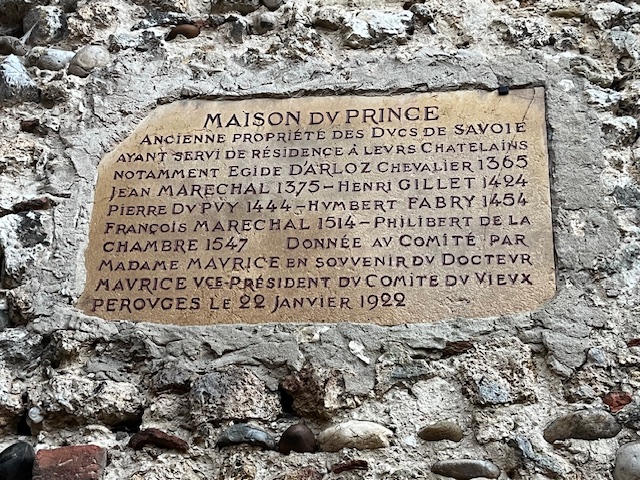 MAISON DV PRINCE
ANCIENNE PROPRIÉTÉ DES DVCS DE SAVOIE
AYANT SERVI DE RÉSIDENCE À LEVRS CHATELAINS
NOTAMMENT EGIDE D'ARLOZ CHEVALIER 1365
JEAN MARECHAL 1375-HENRI GILLET 1424
PIERRE DVPVY 1444-HVMBERT FABRY 1454
FRANÇOIS MARECHAL 1514-PHILIBERT DE LA
CHAMBRE 1547 DONNÉE AV COMITÉ PAR
MADAME MAVRICE EN SOVVENIR DV DOCTEVR
MAVRICE VCE-PRÉSIDENT DV COMITE DV VIEVX
PEROVGES LE 22 JANVIER 1922